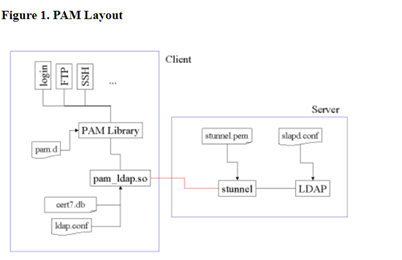 Figure 1. PAM Layout
Client
login
FTP
SSH
...
Server
PAM Library
stunnel.pem
slapd.conf
pam.d
pam_ldap.so
stunnel
LDAP
cert7.db
ldap.conf